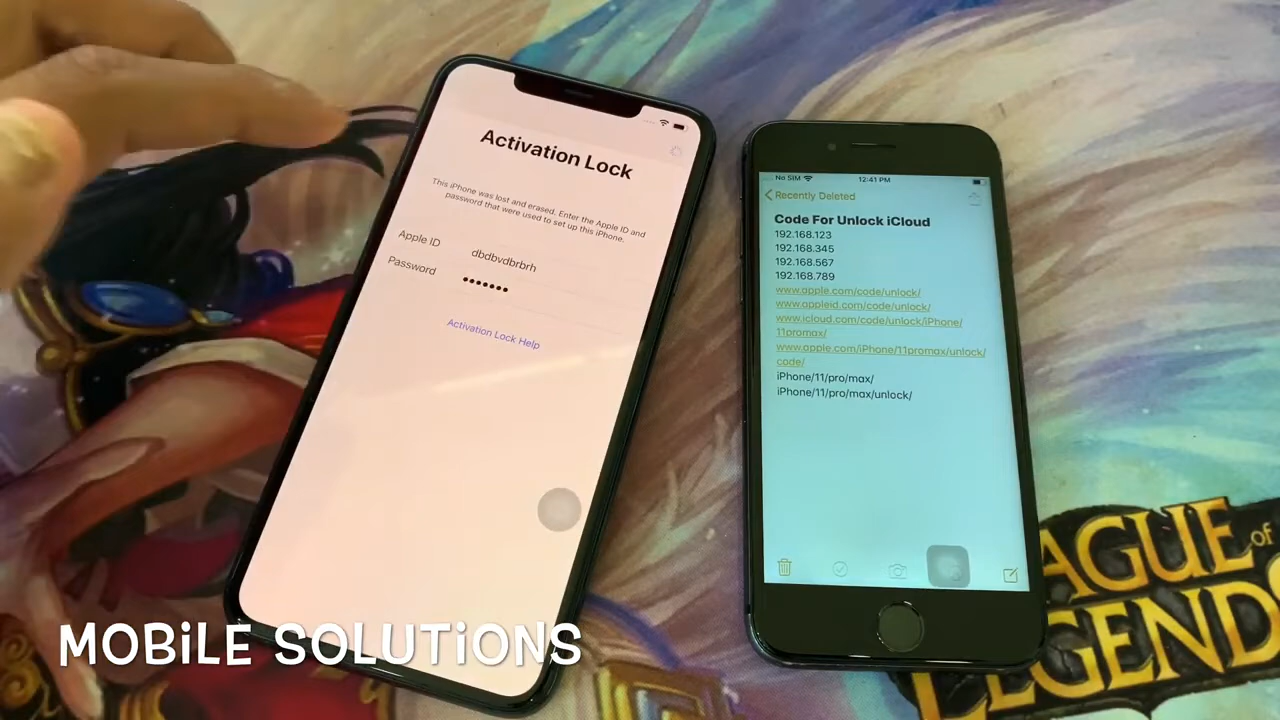 Activation Lock
This iPhone was lost and erased. Enter the Apple ID and
password that were used to set up this iPhone.
Apple ID dbdbvdbrbrh
Password •••••••
Activation Lock Help
No SIM 12:41 PM
Recently Deleted
Code For Unlock iCloud
192.168.123
192.168.345
192.168.567
192.168.789
www.apple.com/code/unlock/
www.appleid.com/code/unlock/
www.icloud.com/code/unlock/iPhone/
11promax/
www.apple.com/iPhone/11promax/unlock/
code/
iPhone/11/pro/max/
iPhone/11/pro/max/unlock/
LEAGUE of
LEGENDS
MOBiLE SOLUTiONS